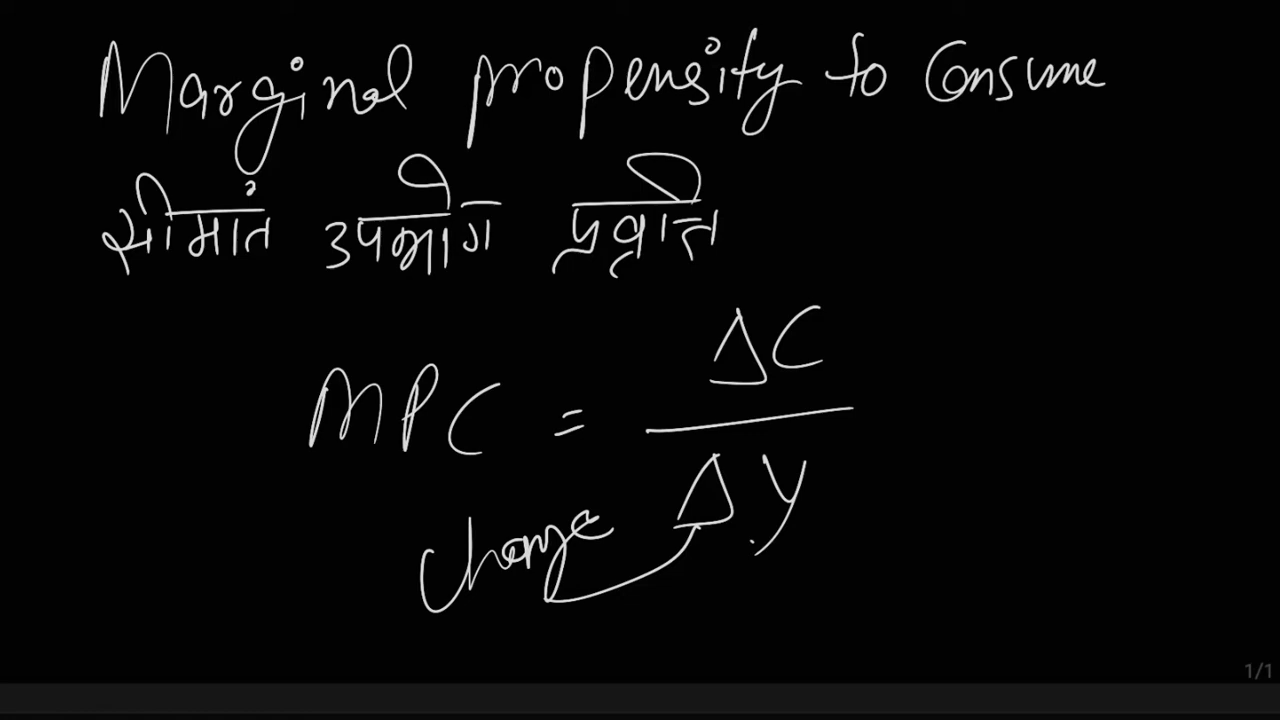 Marginal propensity to Consume
सीमांत उपभोग प्रवृत्ति
MPC = ΔC
ΔY
change
1/1